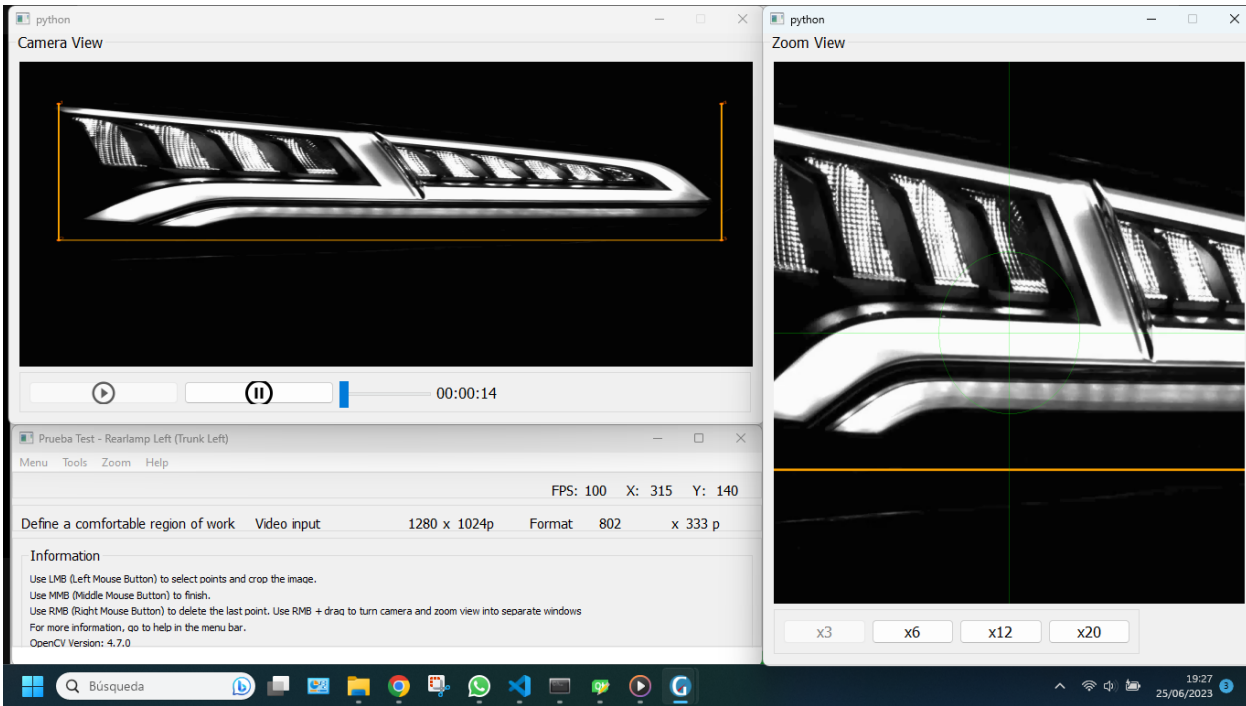 python
Camera View
00:00:14
Prueba Test - Rearlamp Left (Trunk Left)
Menu Tools Zoom Help
FPS: 100 X: 315 Y: 140
Define a comfortable region of work Video input 1280 x 1024p Format 802 x 333 p
Information
Use LMB (Left Mouse Button) to select points and crop the image.
Use MMB (Middle Mouse Button) to finish.
Use RMB (Right Mouse Button) to delete the last point. Use RMB + drag to turn camera and zoom view into separate windows
For more information, go to help in the menu bar.
OpenCV Version: 4.7.0
python
Zoom View
x3 x6 x12 x20
Búsqueda
19:27
25/06/2023
3